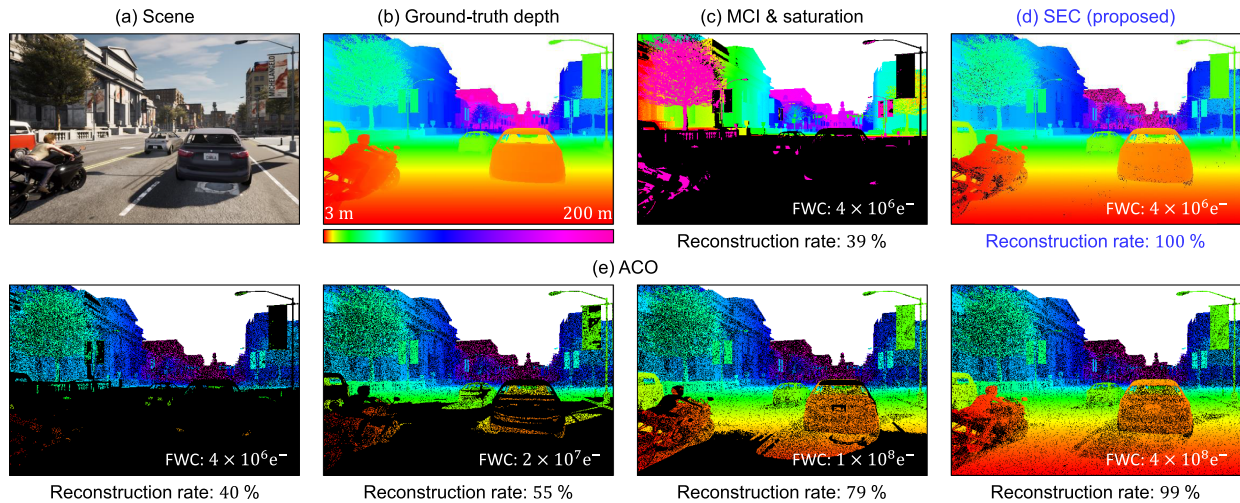 (a) Scene
(b) Ground-truth depth
(c) MCI & saturation
(d) SEC (proposed)
3 m
200 m
FWC: 4 × 10⁶e⁻
FWC: 4 × 10⁶e⁻
Reconstruction rate: 39 %
Reconstruction rate: 100 %
(e) ACO
FWC: 4 × 10⁶e⁻
FWC: 2 × 10⁷e⁻
FWC: 1 × 10⁸e⁻
FWC: 4 × 10⁸e⁻
Reconstruction rate: 40 %
Reconstruction rate: 55 %
Reconstruction rate: 79 %
Reconstruction rate: 99 %